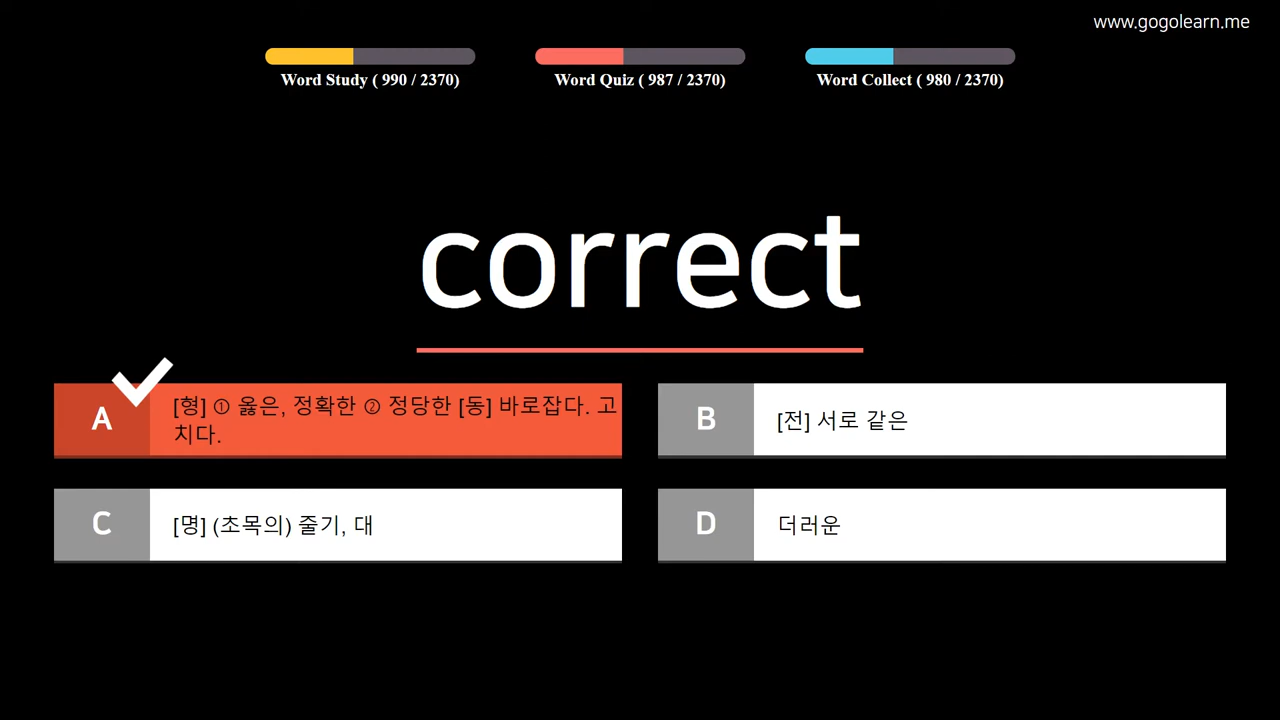 www.gogolearn.me
Word Study ( 990 / 2370)
Word Quiz ( 987 / 2370)
Word Collect ( 980 / 2370)
correct
A
[형] ① 옳은, 정확한 ② 정당한 [동] 바로잡다. 고
치다.
B
[전] 서로 같은
C
[명] (초목의) 줄기, 대
D
더러운